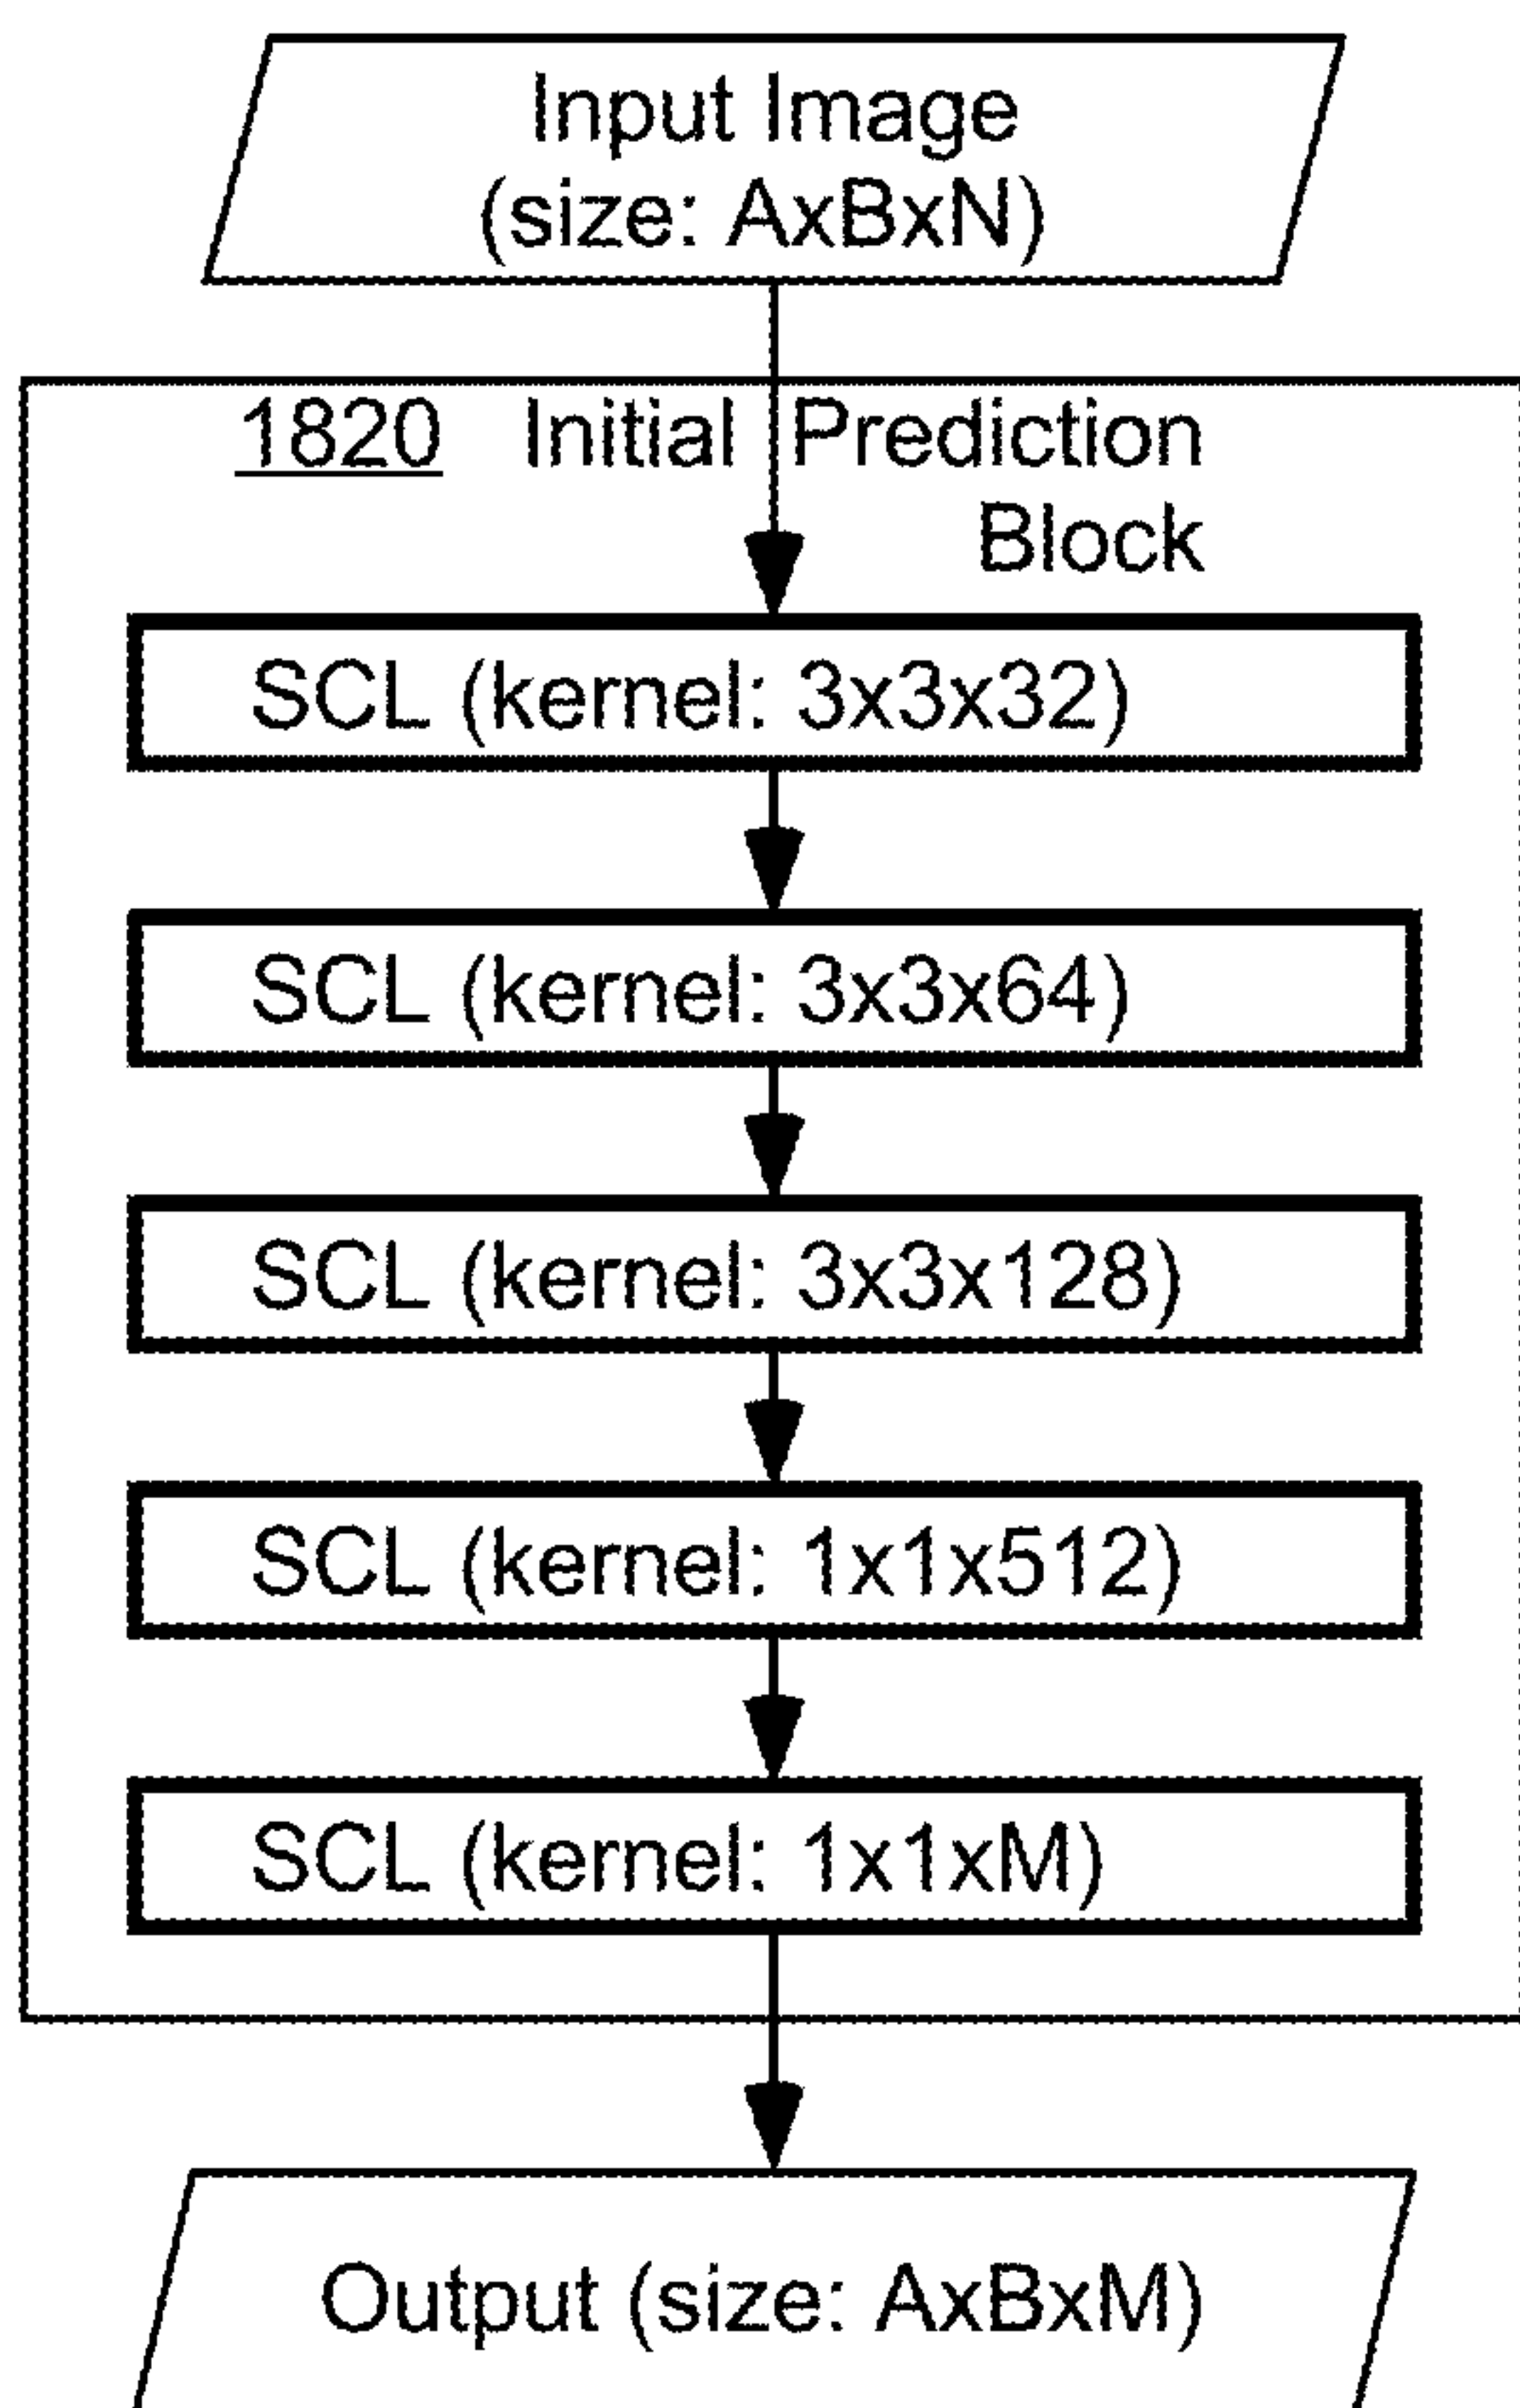 Input Image
(size: AxBxN)
1820 Initial Prediction
Block
SCL (kernel: 3x3x32)
SCL (kernel: 3x3x64)
SCL (kernel: 3x3x128)
SCL (kernel: 1x1x512)
SCL (kernel: 1x1xM)
Output (size: AxBxM)